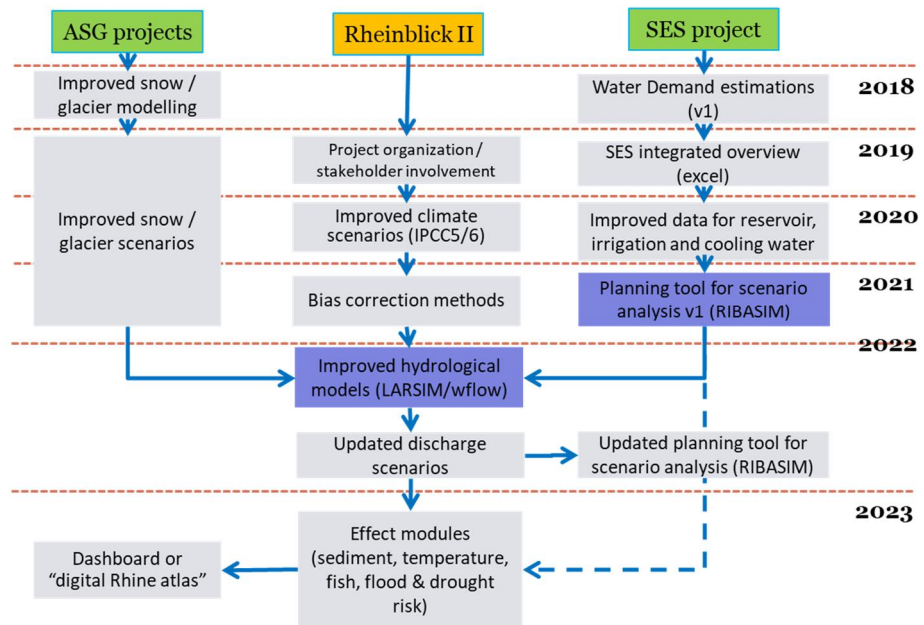 ASG projects
Rheinblick II
SES project
2018
Improved snow /
glacier modelling
Water Demand estimations
(v1)
2019
Project organization /
stakeholder involvement
SES integrated overview
(excel)
Improved snow /
glacier scenarios
2020
Improved climate
scenarios (IPCC5/6)
Improved data for reservoir,
irrigation and cooling water
2021
Bias correction methods
Planning tool for scenario
analysis v1 (RIBASIM)
2022
Improved hydrological
models (LARSIM/wflow)
Updated discharge
scenarios
Updated planning tool for
scenario analysis (RIBASIM)
2023
Effect modules
(sediment, temperature,
fish, flood & drought
risk)
Dashboard or
“digital Rhine atlas”